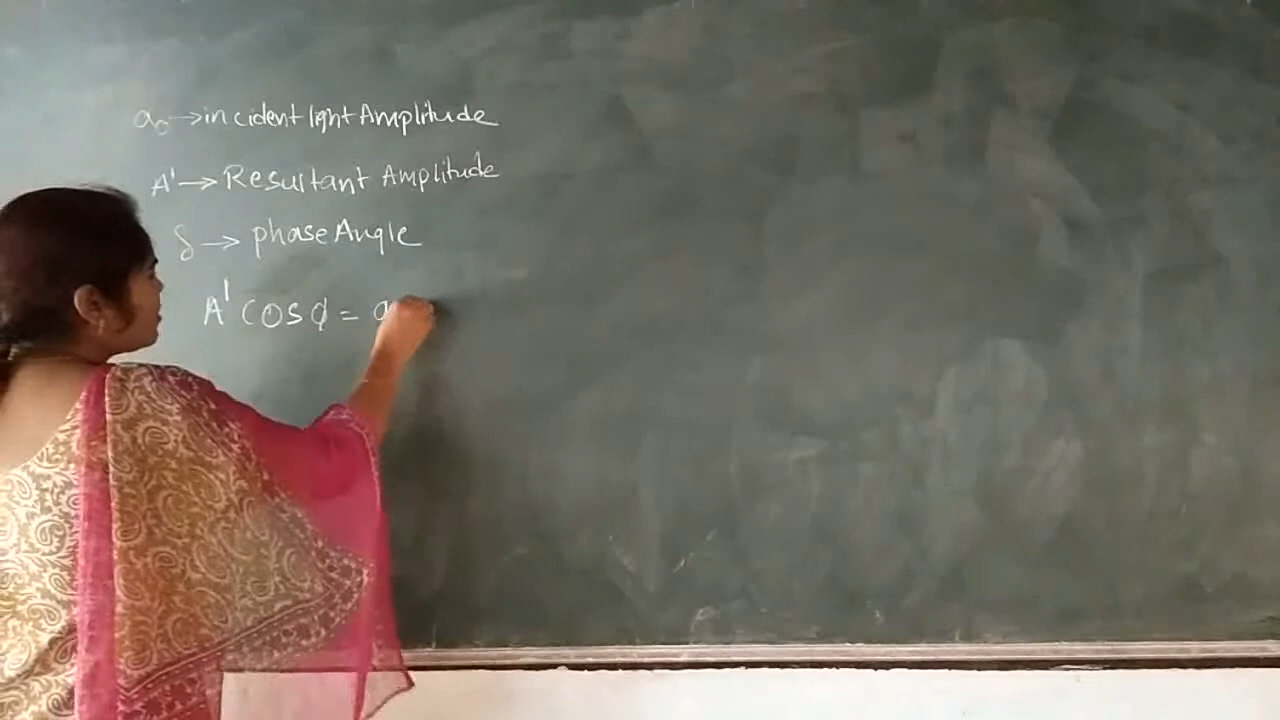 a₀ → incident light Amplitude
A' → Resultant Amplitude
δ → phase Angle
A' cos ϕ = a